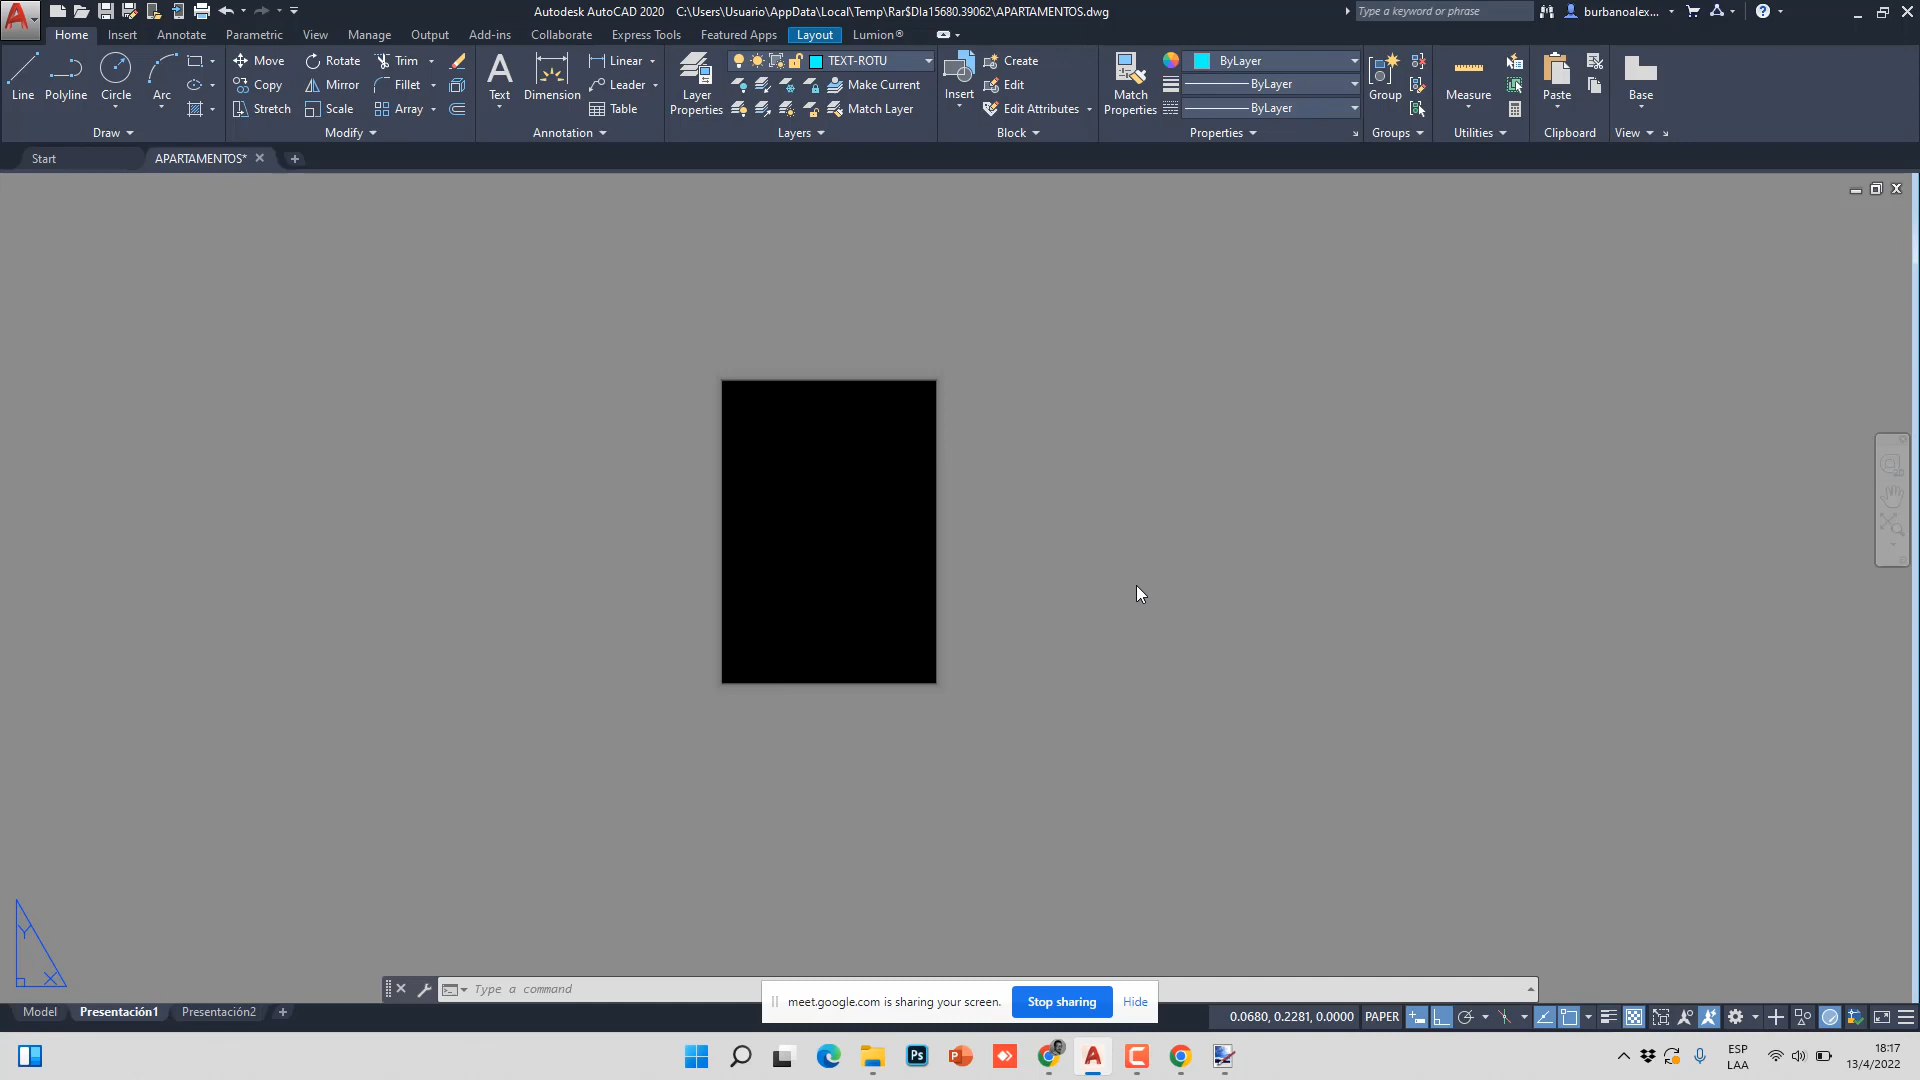 Autodesk AutoCAD 2020 C:\Users\Usuario\AppData\Local\Temp\Rar$DIa15680.39062\APARTAMENTOS.dwg
Type a keyword or phrase
burbanoalex...
Home Insert Annotate Parametric View Manage Output Add-ins Collaborate Express Tools Featured Apps Layout Lumion®
Line Polyline Circle Arc
Draw
Move Rotate Trim
Copy Mirror Fillet
Stretch Scale Array
Modify
Text Dimension
Linear
Leader
Table
Annotation
Layer Properties
TEXT-ROTU
Make Current
Match Layer
Layers
Insert
Create
Edit
Edit Attributes
Block
Match Properties
ByLayer
ByLayer
ByLayer
Properties
Group
Groups
Measure
Utilities
Paste
Clipboard
Base
View
Start APARTAMENTOS*
Y
X
Type a command
meet.google.com is sharing your screen. Stop sharing Hide
Model Presentación1 Presentación2
0.0680, 0.2281, 0.0000 PAPER
Ps
P
A
C
ESP
LAA
18:17
13/4/2022